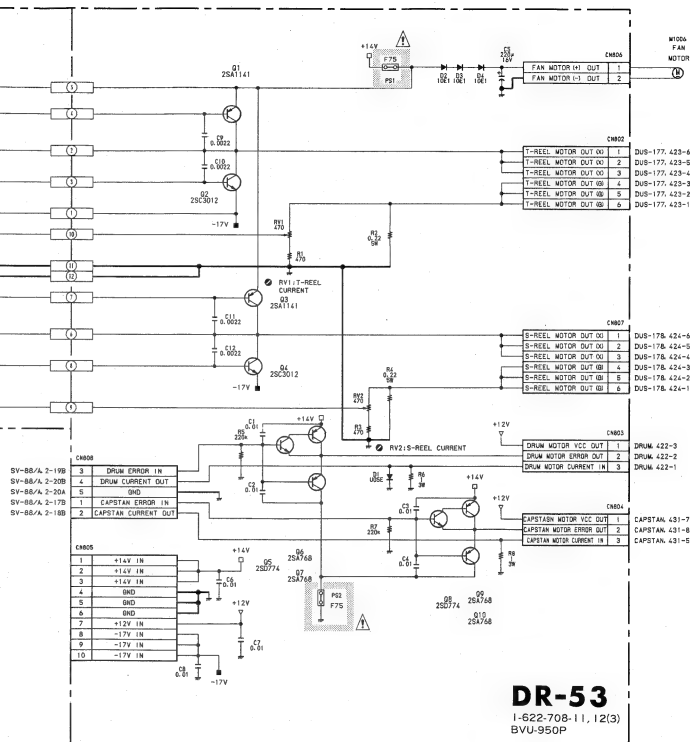 M1006
FAN
MOTOR
M
+14V
F75
PS1
D2
10E1
D3
10E1
D4
10E1
C5
220µ
16V
CN806
FAN MOTOR (+) OUT 1
FAN MOTOR (-) OUT 2
Q1
2SA1141
C9
0.0022
C10
0.0022
Q2
2SC3012
-17V
CN802
T-REEL MOTOR OUT (X) 1 DUS-177. 423-6
T-REEL MOTOR OUT (X) 2 DUS-177. 423-5
T-REEL MOTOR OUT (X) 3 DUS-177. 423-4
T-REEL MOTOR OUT (G) 4 DUS-177. 423-3
T-REEL MOTOR OUT (G) 5 DUS-177. 423-2
T-REEL MOTOR OUT (G) 6 DUS-177. 423-1
1
10
11
12
7
9
RV1
470
R1
470
R2
0.22
5W
RV1:T-REEL
CURRENT
Q3
2SA1141
C11
0.0022
C12
0.0022
Q4
2SC3012
-17V
CN807
S-REEL MOTOR OUT (X) 1 DUS-178. 424-6
S-REEL MOTOR OUT (X) 2 DUS-178. 424-5
S-REEL MOTOR OUT (X) 3 DUS-178. 424-4
S-REEL MOTOR OUT (G) 4 DUS-178. 424-3
S-REEL MOTOR OUT (G) 5 DUS-178. 424-2
S-REEL MOTOR OUT (G) 6 DUS-178. 424-1
R4
0.22
5W
RV2
470
R3
470
RV2:S-REEL CURRENT
C1
0.01
+14V
R5
220k
C2
0.01
+12V
CN803
DRUM MOTOR VCC OUT 1 DRUM. 422-3
DRUM MOTOR ERROR OUT 2 DRUM. 422-2
DRUM MOTOR CURRENT IN 3 DRUM. 422-1
CN808
SV-88/A. 2-19B 3 DRUM ERROR IN
SV-88/A. 2-20B 4 DRUM CURRENT OUT
SV-88/A. 2-20A 5 GND
SV-88/A. 2-17B 1 CAPSTAN ERROR IN
SV-88/A. 2-18B 2 CAPSTAN CURRENT OUT
D1
U05E
R6
1
3W
+14V
C3
0.01
R7
220k
C4
0.01
+12V
CN804
CAPSTASN MOTOR VCC OUT 1 CAPSTAN. 431-7
CAPSTAN MOTOR ERROR OUT 2 CAPSTAN. 431-8
CAPSTAN MOTOR CURRENT IN 3 CAPSTAN. 431-5
R8
1
3W
CN805
1 +14V IN
2 +14V IN
3 +14V IN
4 GND
5 GND
6 GND
7 +12V IN
8 -17V IN
9 -17V IN
10 -17V IN
+14V
C6
0.01
+12V
C7
0.01
C8
0.01
-17V
Q5
2SD774
Q6
2SA768
Q7
2SA768
PS2
F75
Q8
2SD774
Q9
2SA768
Q10
2SA768
DR-53
1-622-708-11, 12(3)
BVU-950P